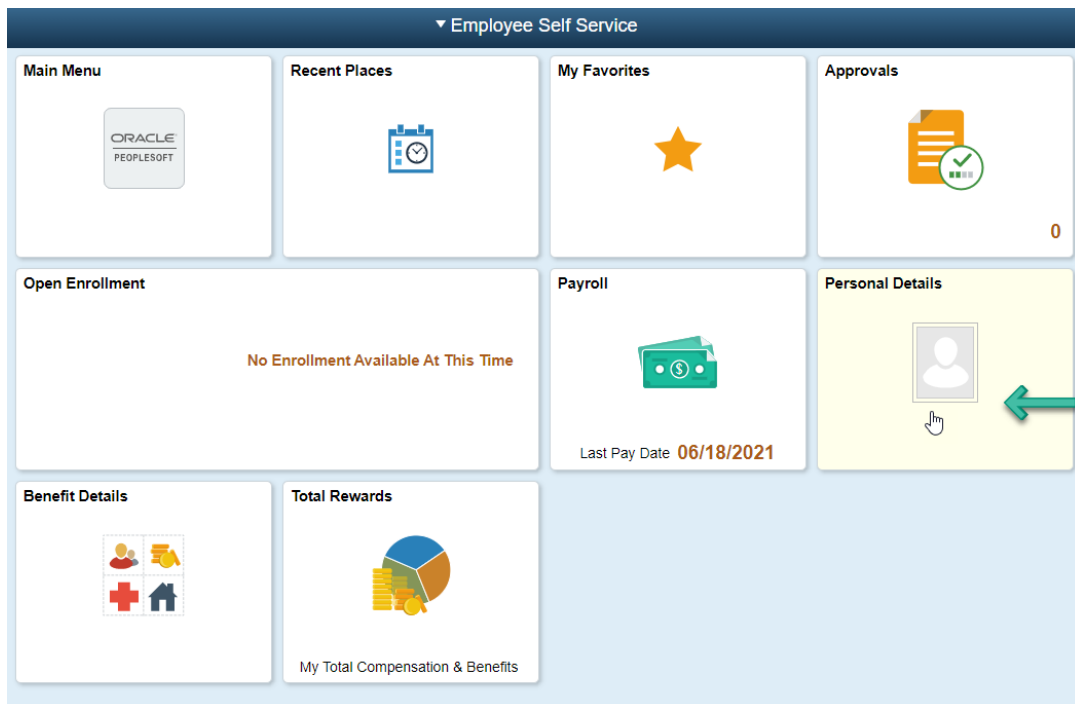 Employee Self Service
Main Menu
Recent Places
My Favorites
Approvals
ORACLE
PEOPLESOFT
0
Open Enrollment
Payroll
Personal Details
No Enrollment Available At This Time
$
Last Pay Date 06/18/2021
Benefit Details
Total Rewards
My Total Compensation & Benefits